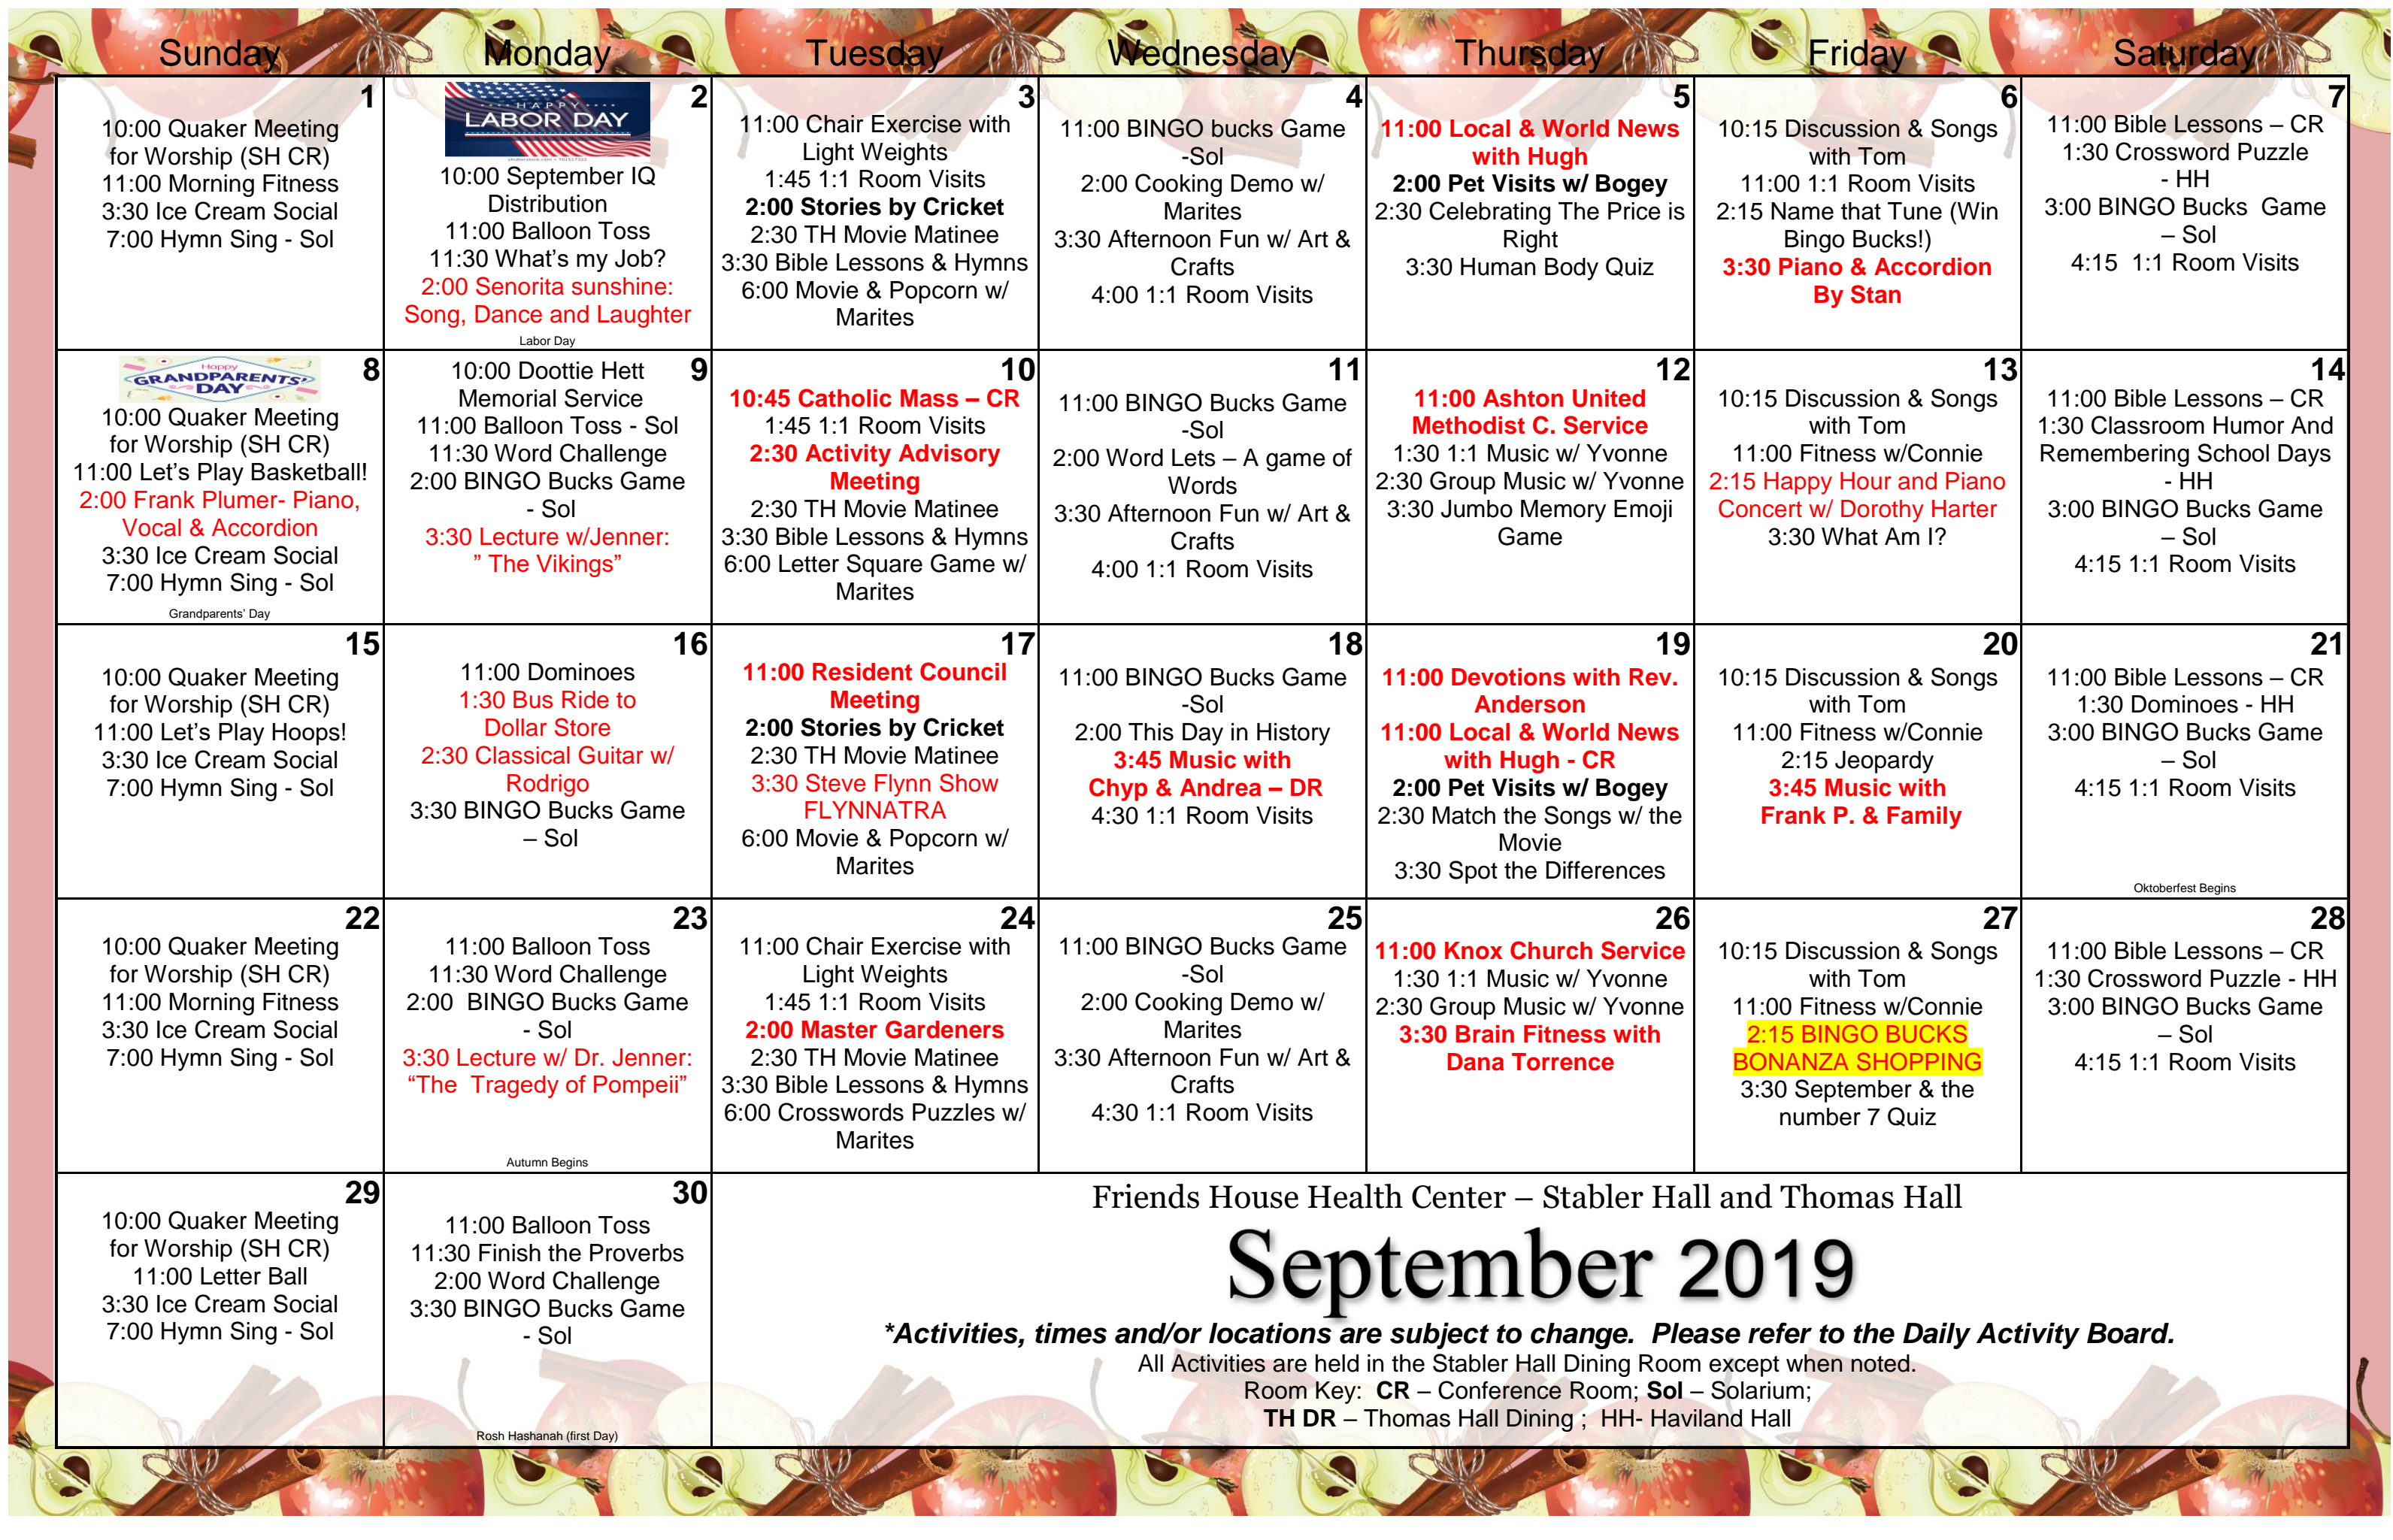 Sunday Monday Tuesday Wednesday Thursday Friday Saturday
1
10:00 Quaker Meeting
for Worship (SH CR)
11:00 Morning Fitness
3:30 Ice Cream Social
7:00 Hymn Sing - Sol
2
HAPPY
LABOR DAY
10:00 September IQ
Distribution
11:00 Balloon Toss
11:30 What's my Job?
2:00 Senorita sunshine:
Song, Dance and Laughter
Labor Day
3
11:00 Chair Exercise with
Light Weights
1:45 1:1 Room Visits
2:00 Stories by Cricket
2:30 TH Movie Matinee
3:30 Bible Lessons & Hymns
6:00 Movie & Popcorn w/
Marites
4
11:00 BINGO bucks Game
-Sol
2:00 Cooking Demo w/
Marites
3:30 Afternoon Fun w/ Art &
Crafts
4:00 1:1 Room Visits
5
11:00 Local & World News
with Hugh
2:00 Pet Visits w/ Bogey
2:30 Celebrating The Price is
Right
3:30 Human Body Quiz
6
10:15 Discussion & Songs
with Tom
11:00 1:1 Room Visits
2:15 Name that Tune (Win
Bingo Bucks!)
3:30 Piano & Accordion
By Stan
7
11:00 Bible Lessons – CR
1:30 Crossword Puzzle
- HH
3:00 BINGO Bucks Game
– Sol
4:15 1:1 Room Visits
8
Happy
GRANDPARENTS'
DAY
10:00 Quaker Meeting
for Worship (SH CR)
11:00 Let's Play Basketball!
2:00 Frank Plumer- Piano,
Vocal & Accordion
3:30 Ice Cream Social
7:00 Hymn Sing - Sol
Grandparents' Day
9
10:00 Doottie Hett
Memorial Service
11:00 Balloon Toss - Sol
11:30 Word Challenge
2:00 BINGO Bucks Game
- Sol
3:30 Lecture w/Jenner:
” The Vikings”
10
10:45 Catholic Mass – CR
1:45 1:1 Room Visits
2:30 Activity Advisory
Meeting
2:30 TH Movie Matinee
3:30 Bible Lessons & Hymns
6:00 Letter Square Game w/
Marites
11
11:00 BINGO Bucks Game
-Sol
2:00 Word Lets – A game of
Words
3:30 Afternoon Fun w/ Art &
Crafts
4:00 1:1 Room Visits
12
11:00 Ashton United
Methodist C. Service
1:30 1:1 Music w/ Yvonne
2:30 Group Music w/ Yvonne
3:30 Jumbo Memory Emoji
Game
13
10:15 Discussion & Songs
with Tom
11:00 Fitness w/Connie
2:15 Happy Hour and Piano
Concert w/ Dorothy Harter
3:30 What Am I?
14
11:00 Bible Lessons – CR
1:30 Classroom Humor And
Remembering School Days
- HH
3:00 BINGO Bucks Game
– Sol
4:15 1:1 Room Visits
15
10:00 Quaker Meeting
for Worship (SH CR)
11:00 Let's Play Hoops!
3:30 Ice Cream Social
7:00 Hymn Sing - Sol
16
11:00 Dominoes
1:30 Bus Ride to
Dollar Store
2:30 Classical Guitar w/
Rodrigo
3:30 BINGO Bucks Game
– Sol
17
11:00 Resident Council
Meeting
2:00 Stories by Cricket
2:30 TH Movie Matinee
3:30 Steve Flynn Show
FLYNNATRA
6:00 Movie & Popcorn w/
Marites
18
11:00 BINGO Bucks Game
-Sol
2:00 This Day in History
3:45 Music with
Chyp & Andrea – DR
4:30 1:1 Room Visits
19
11:00 Devotions with Rev.
Anderson
11:00 Local & World News
with Hugh - CR
2:00 Pet Visits w/ Bogey
2:30 Match the Songs w/ the
Movie
3:30 Spot the Differences
20
10:15 Discussion & Songs
with Tom
11:00 Fitness w/Connie
2:15 Jeopardy
3:45 Music with
Frank P. & Family
21
11:00 Bible Lessons – CR
1:30 Dominoes - HH
3:00 BINGO Bucks Game
– Sol
4:15 1:1 Room Visits
Oktoberfest Begins
22
10:00 Quaker Meeting
for Worship (SH CR)
11:00 Morning Fitness
3:30 Ice Cream Social
7:00 Hymn Sing - Sol
23
11:00 Balloon Toss
11:30 Word Challenge
2:00 BINGO Bucks Game
- Sol
3:30 Lecture w/ Dr. Jenner:
“The Tragedy of Pompeii”
Autumn Begins
24
11:00 Chair Exercise with
Light Weights
1:45 1:1 Room Visits
2:00 Master Gardeners
2:30 TH Movie Matinee
3:30 Bible Lessons & Hymns
6:00 Crosswords Puzzles w/
Marites
25
11:00 BINGO Bucks Game
-Sol
2:00 Cooking Demo w/
Marites
3:30 Afternoon Fun w/ Art &
Crafts
4:30 1:1 Room Visits
26
11:00 Knox Church Service
1:30 1:1 Music w/ Yvonne
2:30 Group Music w/ Yvonne
3:30 Brain Fitness with
Dana Torrence
27
10:15 Discussion & Songs
with Tom
11:00 Fitness w/Connie
2:15 BINGO BUCKS
BONANZA SHOPPING
3:30 September & the
number 7 Quiz
28
11:00 Bible Lessons – CR
1:30 Crossword Puzzle - HH
3:00 BINGO Bucks Game
– Sol
4:15 1:1 Room Visits
29
10:00 Quaker Meeting
for Worship (SH CR)
11:00 Letter Ball
3:30 Ice Cream Social
7:00 Hymn Sing - Sol
30
11:00 Balloon Toss
11:30 Finish the Proverbs
2:00 Word Challenge
3:30 BINGO Bucks Game
- Sol
Rosh Hashanah (first Day)
Friends House Health Center – Stabler Hall and Thomas Hall
September 2019
*Activities, times and/or locations are subject to change. Please refer to the Daily Activity Board.
All Activities are held in the Stabler Hall Dining Room except when noted.
Room Key: CR – Conference Room; Sol – Solarium;
TH DR – Thomas Hall Dining ; HH- Haviland Hall